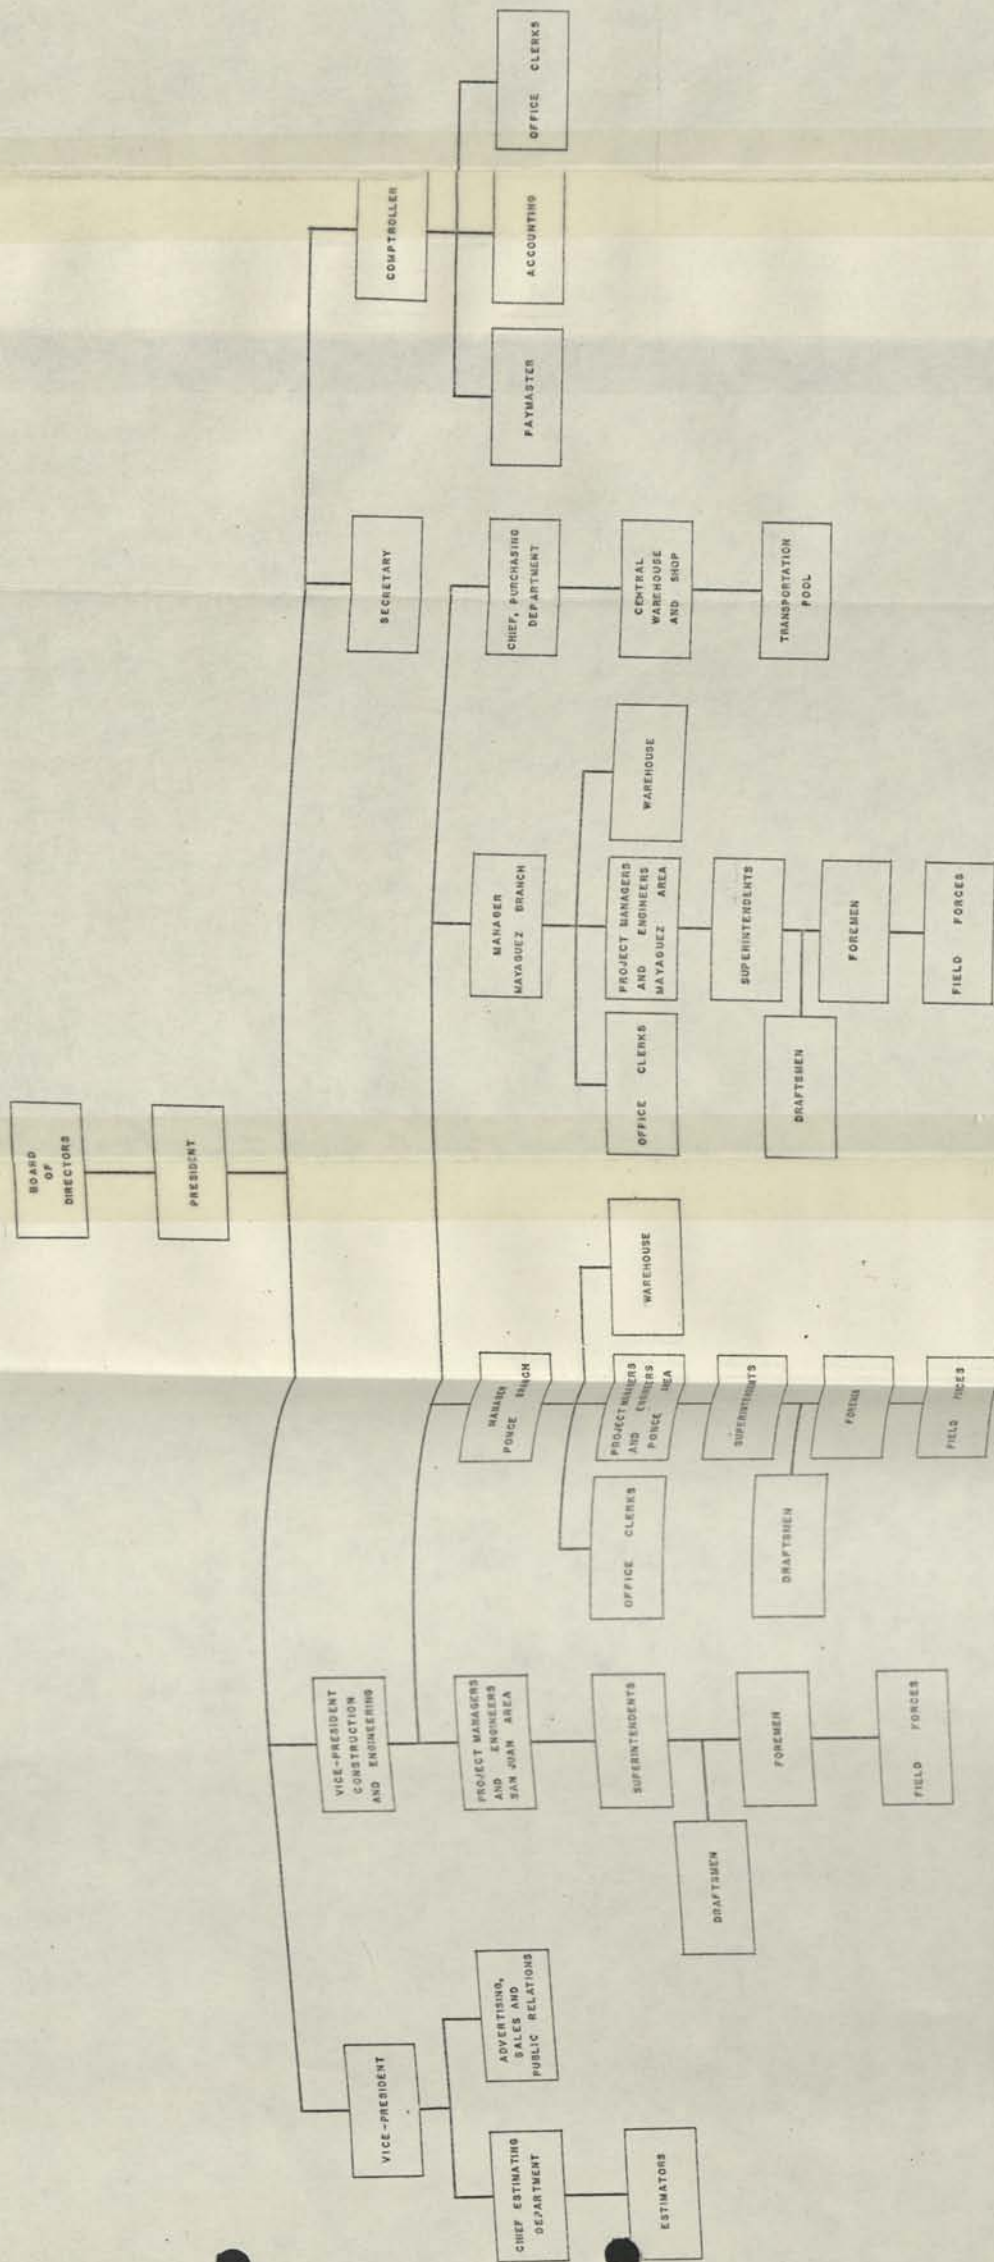 BOARD
OF
DIRECTORS
PRESIDENT
VICE-PRESIDENT
VICE-PRESIDENT
CONSTRUCTION
AND ENGINEERING
SECRETARY
COMPTROLLER
CHIEF ESTIMATING
DEPARTMENT
ADVERTISING,
SALES AND
PUBLIC RELATIONS
ESTIMATORS
PROJECT MANAGERS
AND ENGINEERS
SAN JUAN AREA
SUPERINTENDENTS
DRAFTSMEN
FOREMEN
FIELD FORCES
MANAGER
PONCE BRANCH
OFFICE CLERKS
PROJECT MANAGERS
AND ENGINEERS
PONCE AREA
WAREHOUSE
SUPERINTENDENTS
DRAFTSMEN
FOREMEN
FIELD FORCES
MANAGER
MAYAGUEZ BRANCH
OFFICE CLERKS
PROJECT MANAGERS
AND ENGINEERS
MAYAGUEZ AREA
WAREHOUSE
SUPERINTENDENTS
DRAFTSMEN
FOREMEN
FIELD FORCES
CHIEF, PURCHASING
DEPARTMENT
CENTRAL
WAREHOUSE
AND SHOP
TRANSPORTATION
POOL
PAYMASTER
ACCOUNTING
OFFICE CLERKS